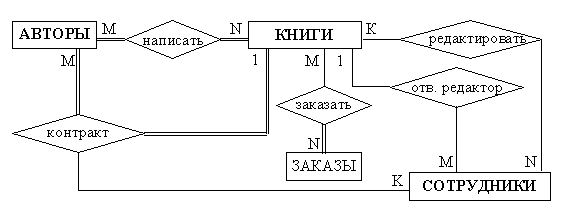 АВТОРЫ M написать N КНИГИ K редактировать
M 1 M 1 N
заказать отв. редактор
контракт
N M
ЗАКАЗЫ
K СОТРУДНИКИ